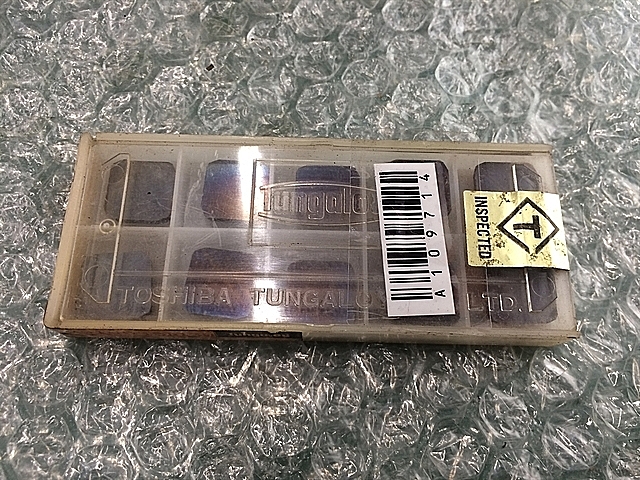 Tungaloy
TOSHIBA TUNGALOY CO., LTD.
A109714
T
INSPECTED